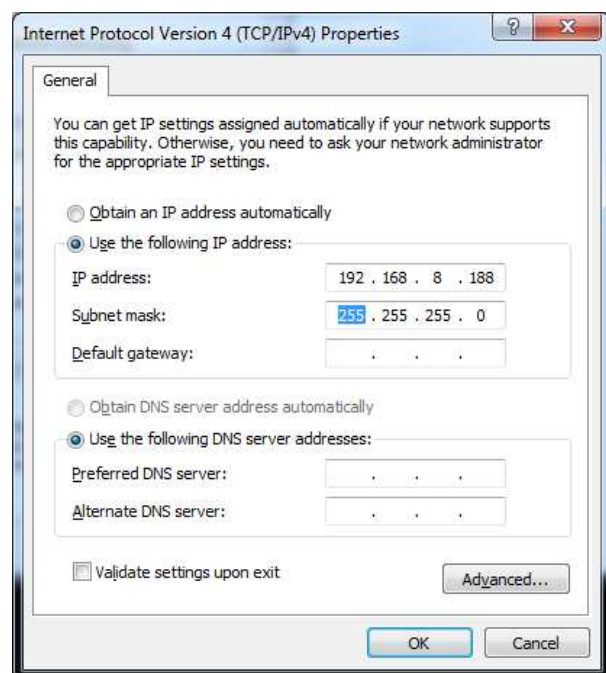 Internet Protocol Version 4 (TCP/IPv4) Properties
General
You can get IP settings assigned automatically if your network supports
this capability. Otherwise, you need to ask your network administrator
for the appropriate IP settings.
Obtain an IP address automatically
Use the following IP address:
IP address: 192 . 168 . 8 . 188
Subnet mask: 255 . 255 . 255 . 0
Default gateway: . . .
Obtain DNS server address automatically
Use the following DNS server addresses:
Preferred DNS server: . . .
Alternate DNS server: . . .
Validate settings upon exit
Advanced...
OK Cancel